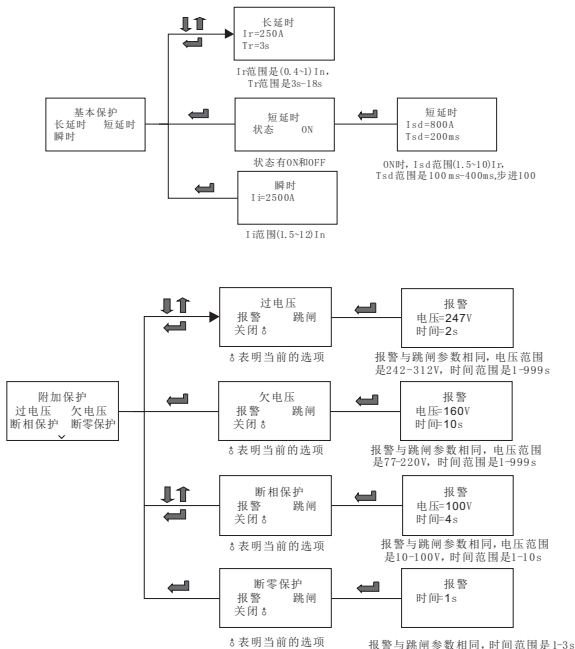 长延时
Ir=250A
Tr=3s
Ir范围是(0.4~1)In,
Tr范围是3s-18s
基本保护
长延时 短延时
瞬时
短延时
状态 ON
状态有ON和OFF
短延时
Isd=800A
Tsd=200ms
ON时, Isd范围(1.5~10)Ir,
Tsd范围是100ms-400ms,步进100
瞬时
Ii=2500A
Ii范围(1.5~12)In
附加保护
过电压 欠电压
断相保护 断零保护
过电压
报警 跳闸
关闭♁
♁表明当前的选项
报警
电压=247V
时间=2s
报警与跳闸参数相同, 电压范围
是242-312V, 时间范围是1-999s
欠电压
报警 跳闸
关闭♁
♁表明当前的选项
报警
电压=160V
时间=10s
报警与跳闸参数相同, 电压范围
是77-220V, 时间范围是1-999s
断相保护
报警 跳闸
关闭♁
♁表明当前的选项
报警
电压=100V
时间=4s
报警与跳闸参数相同, 电压范围
是10-100V, 时间范围是1-10s
断零保护
报警 跳闸
关闭♁
♁表明当前的选项
报警
时间=1s
报警与跳闸参数相同, 时间范围是1-3s